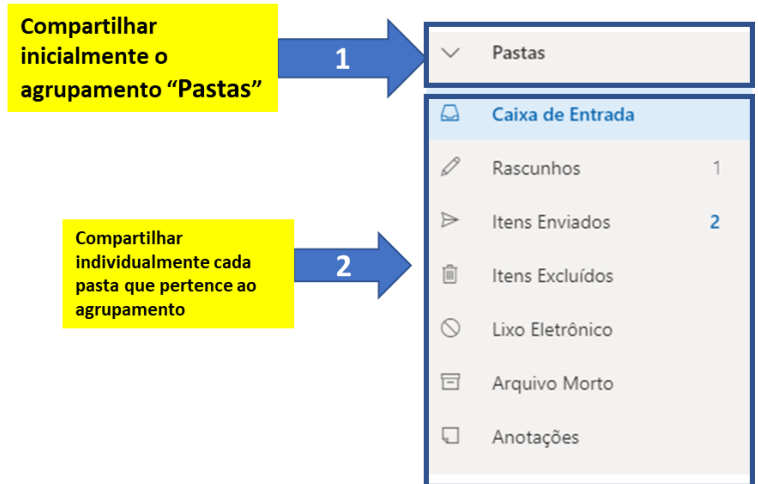 Compartilhar
inicialmente o
agrupamento “Pastas”
1
Pastas
Caixa de Entrada
Rascunhos 1
Itens Enviados 2
Compartilhar
individualmente cada
pasta que pertence ao
agrupamento
2
Itens Excluídos
Lixo Eletrônico
Arquivo Morto
Anotações